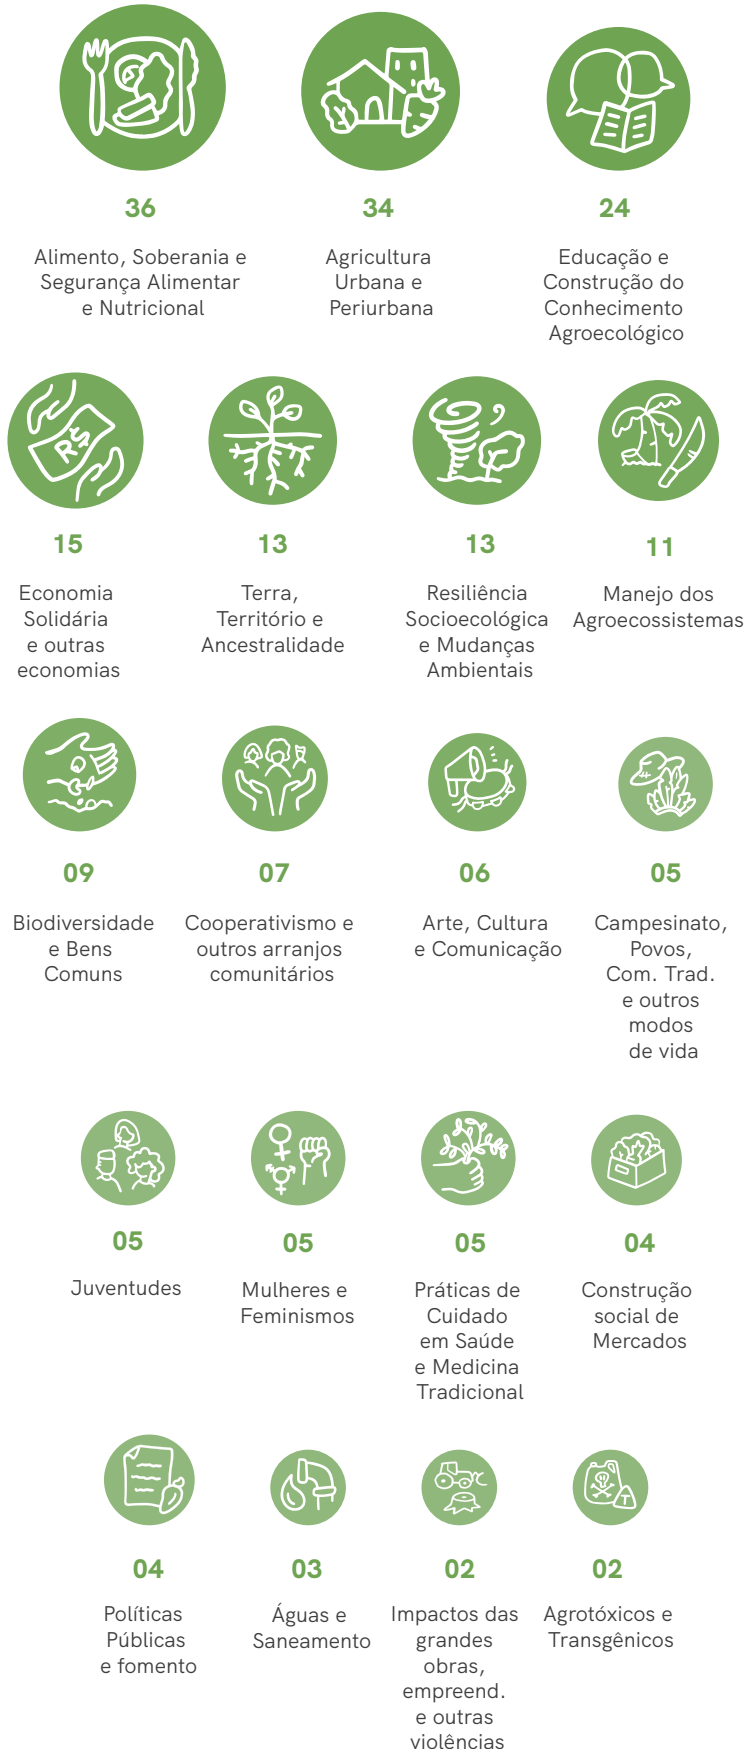 36
Alimento, Soberania e
Segurança Alimentar
e Nutricional
34
Agricultura
Urbana e
Periurbana
24
Educação e
Construção do
Conhecimento
Agroecológico
R$
15
Economia
Solidária
e outras
economias
13
Terra,
Território e
Ancestralidade
13
Resiliência
Socioecológica
e Mudanças
Ambientais
11
Manejo dos
Agroecossistemas
09
Biodiversidade
e Bens
Comuns
07
Cooperativismo e
outros arranjos
comunitários
06
Arte, Cultura
e Comunicação
05
Campesinato,
Povos,
Com. Trad.
e outros
modos
de vida
05
Juventudes
05
Mulheres e
Feminismos
05
Práticas de
Cuidado
em Saúde
e Medicina
Tradicional
04
Construção
social de
Mercados
04
Políticas
Públicas
e fomento
03
Águas e
Saneamento
02
Impactos das
grandes
obras,
empreend.
e outras
violências
T
02
Agrotóxicos e
Transgênicos